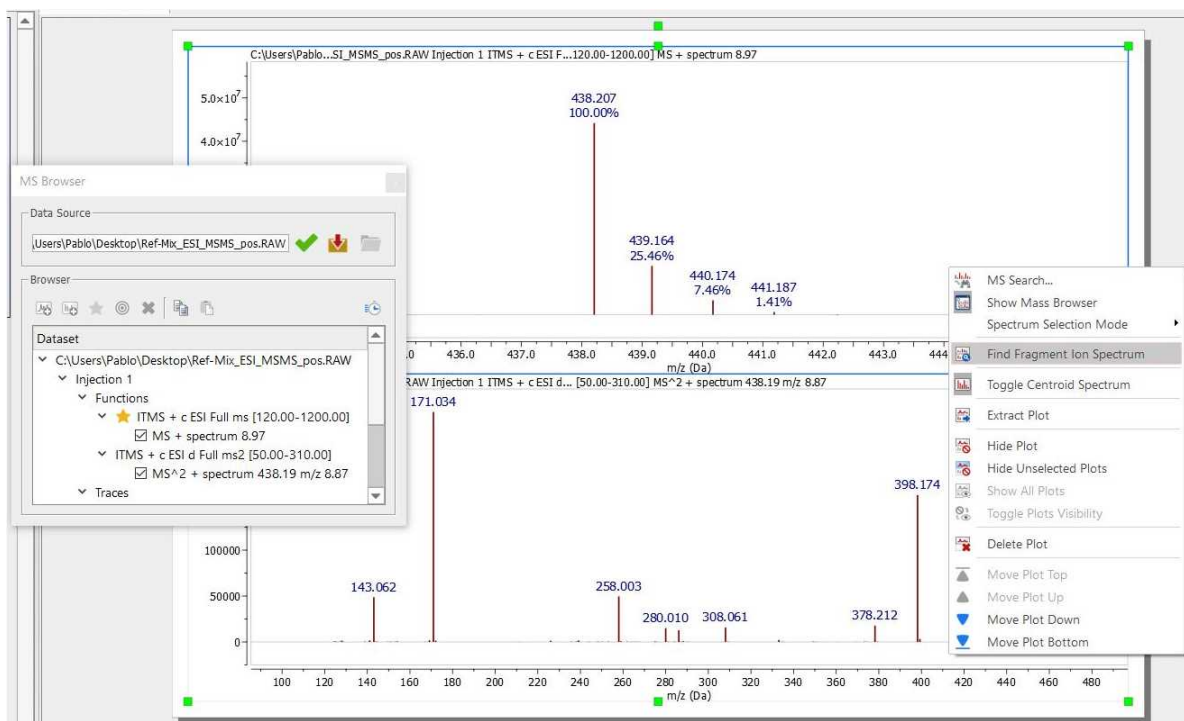 C:\Users\Pablo...SI_MSMS_pos.RAW Injection 1 ITMS + c ESI F...120.00-1200.00] MS + spectrum 8.97
5.0×10⁷
4.0×10⁷
438.207
100.00%
439.164
25.46%
440.174
7.46%
441.187
1.41%
5.0 436.0 437.0 438.0 439.0 440.0 441.0 442.0 443.0 444
m/z (Da)
MS Browser
Data Source
\Users\Pablo\Desktop\Ref-Mix_ESI_MSMS_pos.RAW
Browser
Dataset
C:\Users\Pablo\Desktop\Ref-Mix_ESI_MSMS_pos.RAW
Injection 1
Functions
ITMS + c ESI Full ms [120.00-1200.00]
MS + spectrum 8.97
ITMS + c ESI d Full ms2 [50.00-310.00]
MS^2 + spectrum 438.19 m/z 8.87
Traces
RAW Injection 1 ITMS + c ESI d... [50.00-310.00] MS^2 + spectrum 438.19 m/z 8.87
171.034
398.174
100000
50000
0
143.062
258.003
280.010
308.061
378.212
100 120 140 160 180 200 220 240 260 280 300 320 340 360 380 400 420 440 460 480
m/z (Da)
MS Search...
Show Mass Browser
Spectrum Selection Mode
Find Fragment Ion Spectrum
Toggle Centroid Spectrum
Extract Plot
Hide Plot
Hide Unselected Plots
Show All Plots
Toggle Plots Visibility
Delete Plot
Move Plot Top
Move Plot Up
Move Plot Down
Move Plot Bottom